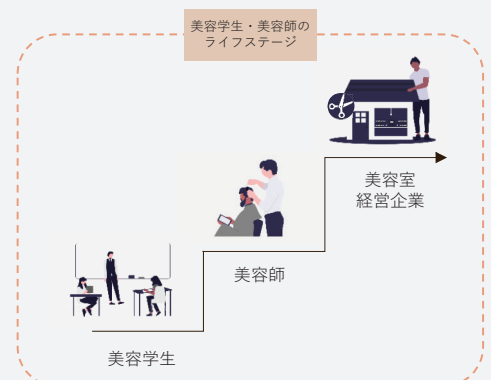 美容学生・美容師の
ライフステージ
美容室
経営企業
美容師
美容学生